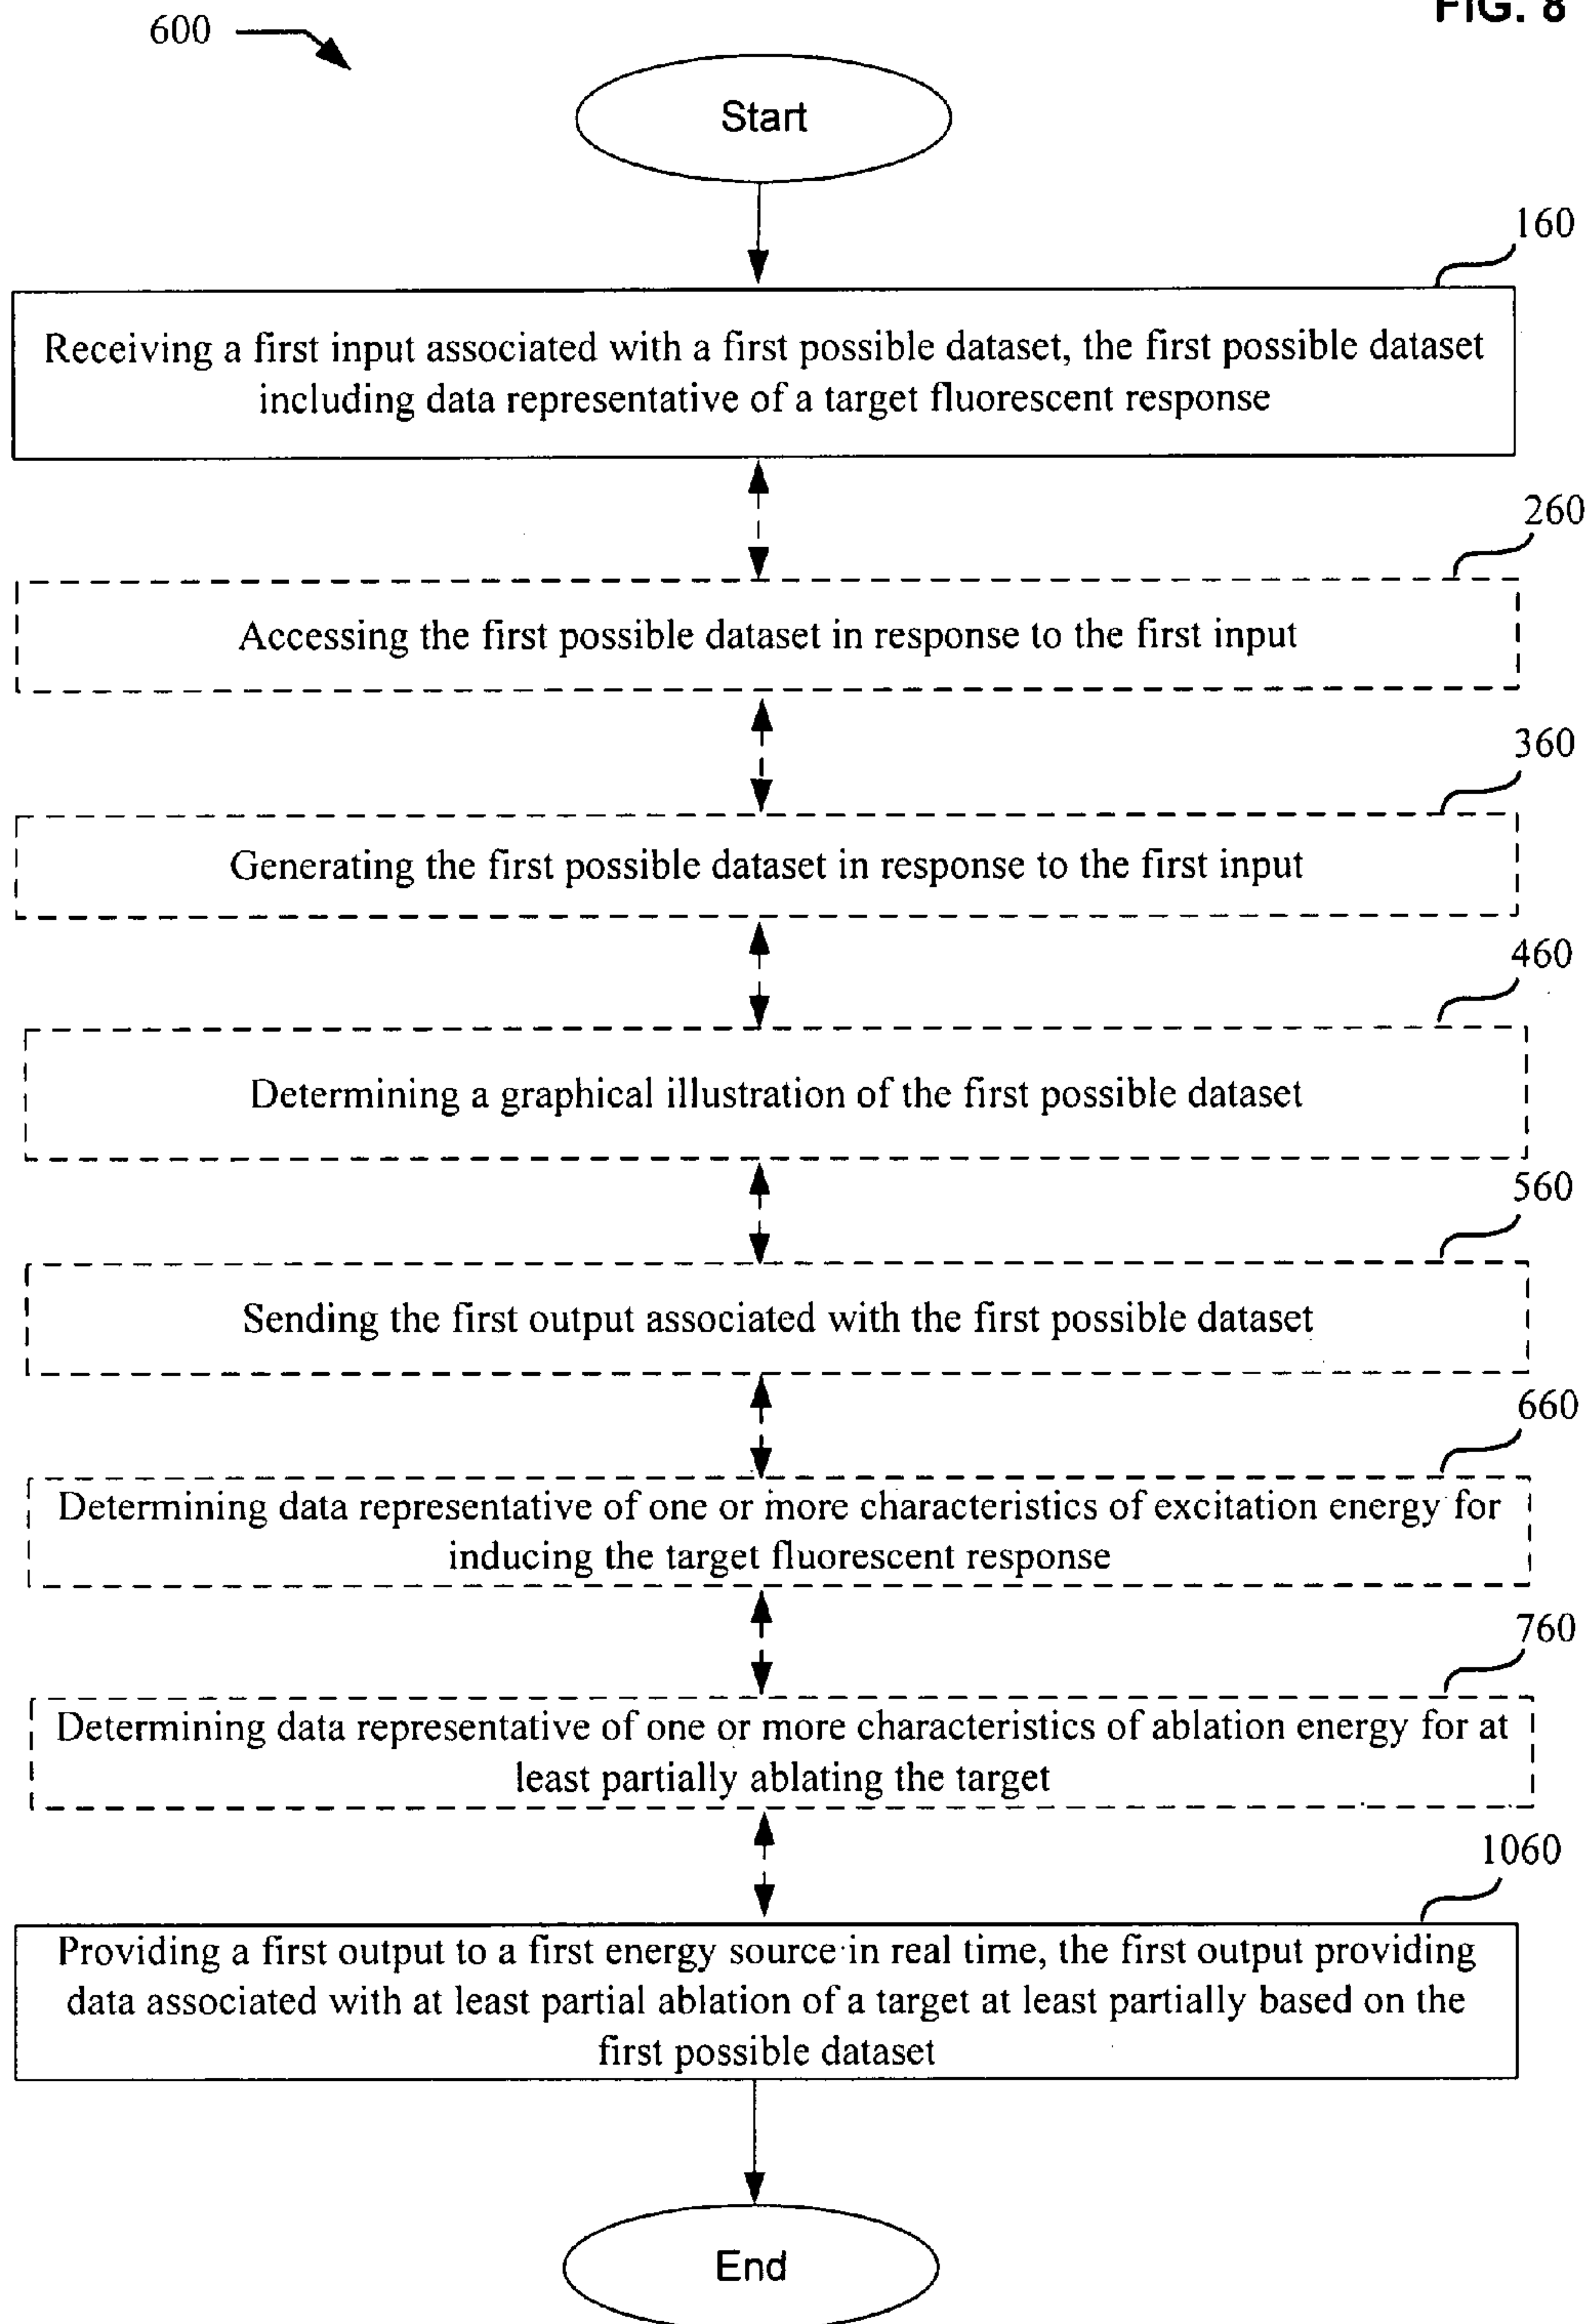 FIG. 8
600
Start
160
Receiving a first input associated with a first possible dataset, the first possible dataset
including data representative of a target fluorescent response
260
Accessing the first possible dataset in response to the first input
360
Generating the first possible dataset in response to the first input
460
Determining a graphical illustration of the first possible dataset
560
Sending the first output associated with the first possible dataset
660
Determining data representative of one or more characteristics of excitation energy for
inducing the target fluorescent response
760
Determining data representative of one or more characteristics of ablation energy for at
least partially ablating the target
1060
Providing a first output to a first energy source in real time, the first output providing
data associated with at least partial ablation of a target at least partially based on the
first possible dataset
End